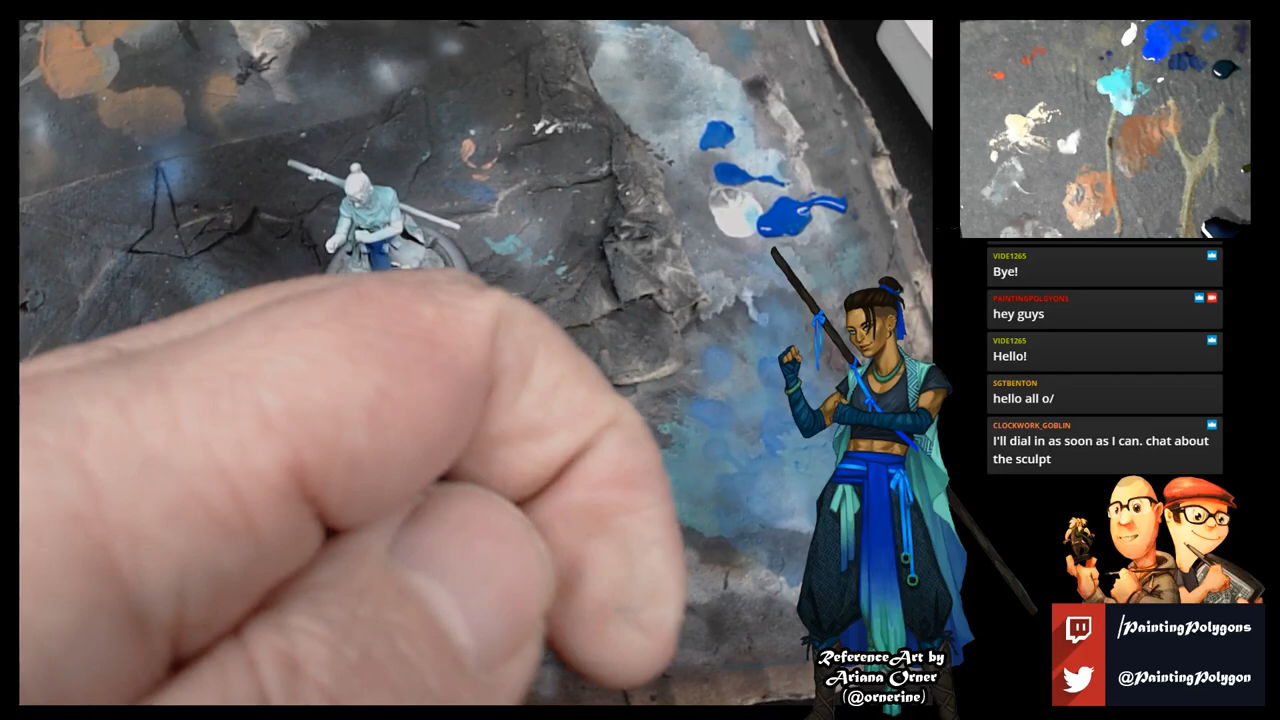 VIDE1265
Bye!
PAINTINGPOLGYONS
hey guys
VIDE1265
Hello!
SGTBENTON
hello all o/
CLOCKWORK_GOBLIN
I'll dial in as soon as I can. chat about
the sculpt
Reference Art by
Ariana Orner
(@ornerine)
/PaintingPolygons
@PaintingPolygon